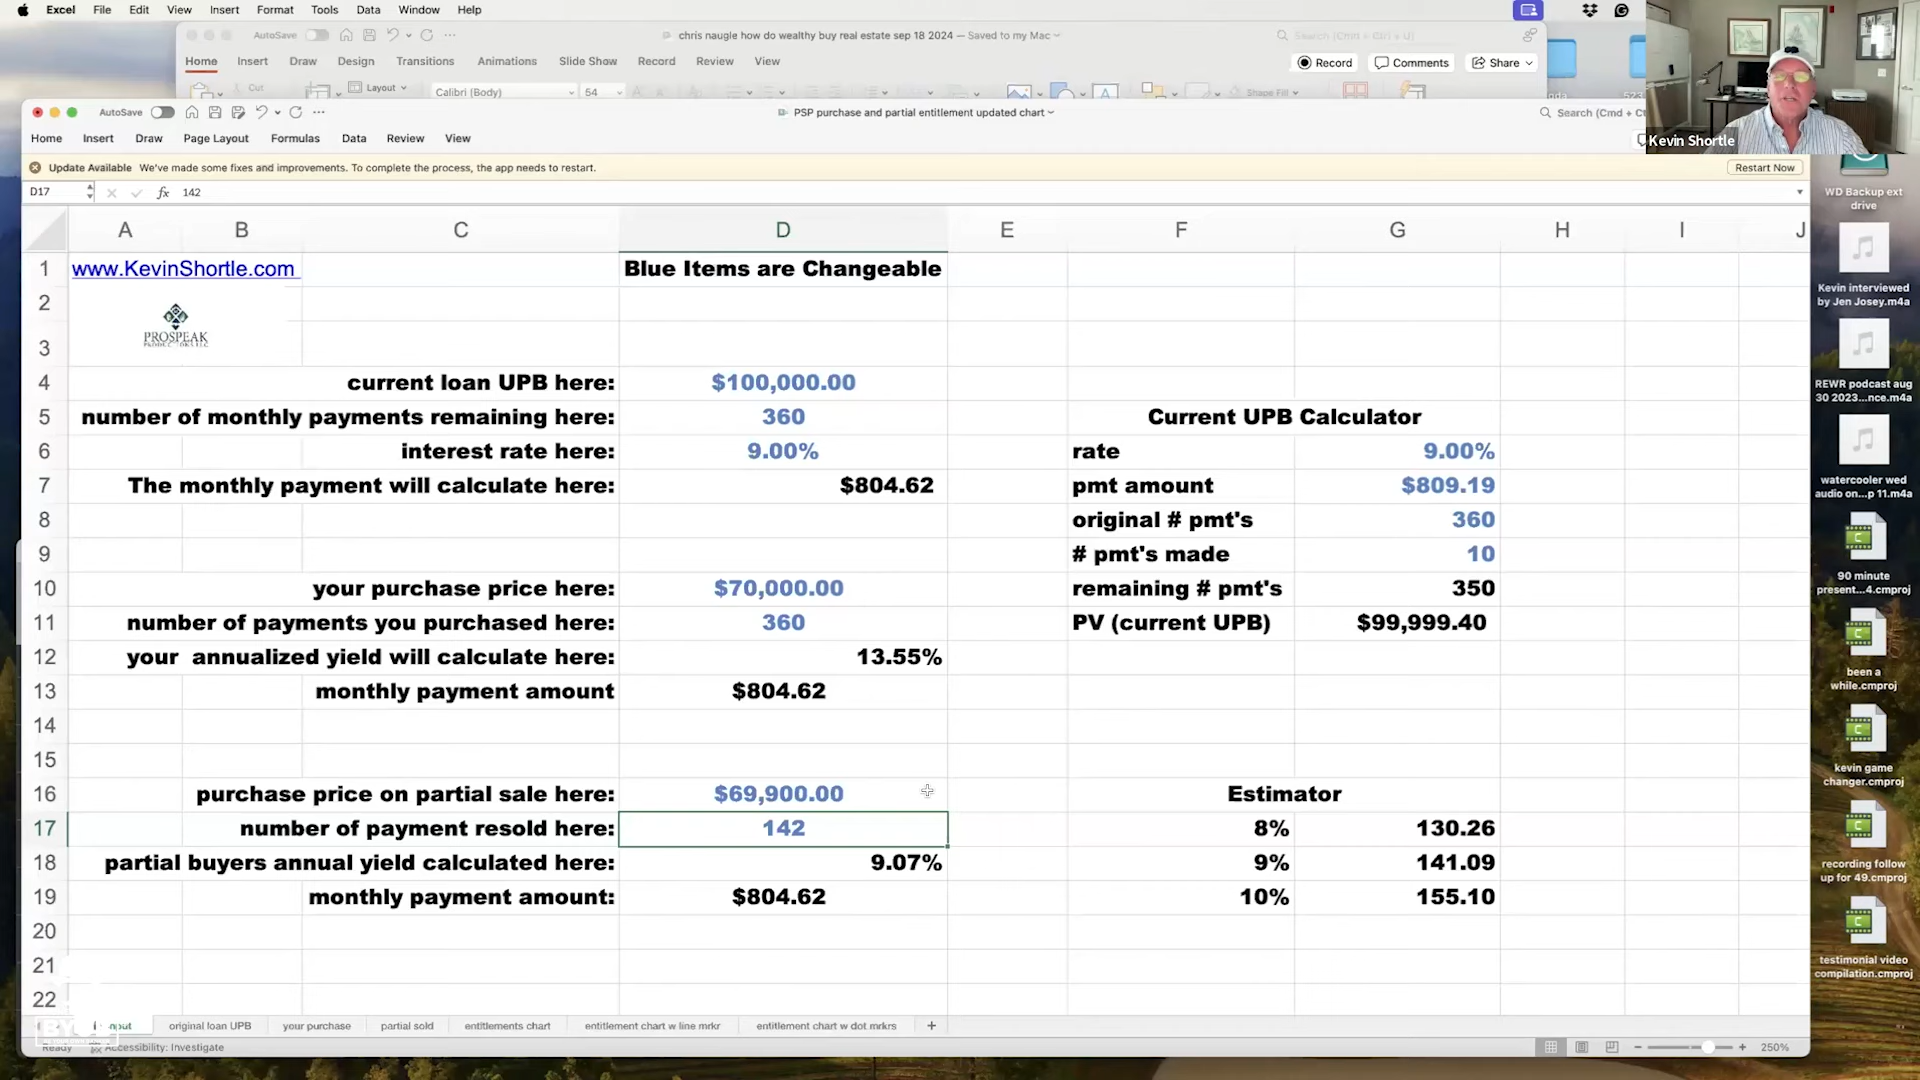 Excel File Edit View Insert Format Tools Data Window Help
AutoSave
chris naugle how do wealthy buy real estate sep 18 2024 — Saved to my Mac
Search (Cmd + Ctrl + U)
Home Insert Draw Design Transitions Animations Slide Show Record Review View
Record Comments Share
Cut
Layout
Calibri (Body) 54
Shape Fill
AutoSave
PSP purchase and partial entitlement updated chart
Search (Cmd + C
Home Insert Draw Page Layout Formulas Data Review View
Kevin Shortle
Update Available We've made some fixes and improvements. To complete the process, the app needs to restart.
Restart Now
D17 fx 142
A B C D E F G H I J
1 www.KevinShortle.com Blue Items are Changeable
2
PROSPEAK
3
4 current loan UPB here: $100,000.00
5 number of monthly payments remaining here: 360 Current UPB Calculator
6 interest rate here: 9.00% rate 9.00%
7 The monthly payment will calculate here: $804.62 pmt amount $809.19
8 original # pmt's 360
9 # pmt's made 10
10 your purchase price here: $70,000.00 remaining # pmt's 350
11 number of payments you purchased here: 360 PV (current UPB) $99,999.40
12 your annualized yield will calculate here: 13.55%
13 monthly payment amount $804.62
14
15
16 purchase price on partial sale here: $69,900.00 Estimator
17 number of payment resold here: 142 8% 130.26
18 partial buyers annual yield calculated here: 9.07% 9% 141.09
19 monthly payment amount: $804.62 10% 155.10
20
21
22
original loan UPB your purchase partial sold entitlements chart entitlement chart w line mrkr entitlement chart w dot mrkrs +
Ready Accessibility: Investigate
250%
WD Backup ext
drive
Kevin interviewed
by Jen Josey.m4a
REWR podcast aug
30 2023...nce.m4a
watercooler wed
audio on...p 11.m4a
90 minute
present...4.cmproj
been a
while.cmproj
kevin game
changer.cmproj
recording follow
up for 49.cmproj
testimonial video
compilation.cmproj